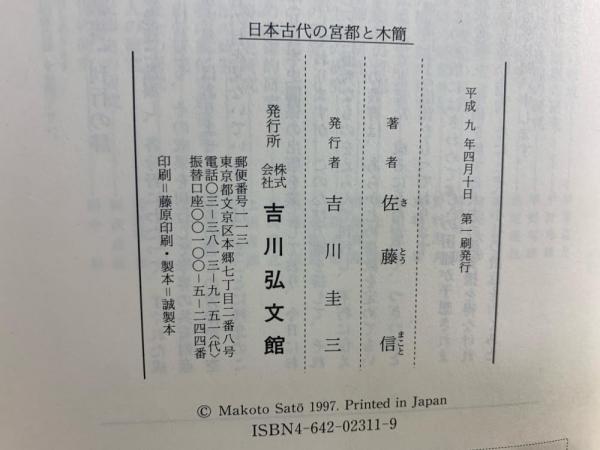 日本古代の宮都と木簡
平成九年四月十日　第一刷発行
著者　佐藤信
さとうまこと
発行者　吉川圭三
発行所　株式会社　吉川弘文館
郵便番号一一三
東京都文京区本郷七丁目二番八号
電話〇三―三八一三―九一五一〈代〉
振替口座〇〇一〇〇―五―二四四番
印刷＝藤原印刷・製本＝誠製本
© Makoto Satō 1997. Printed in Japan
ISBN4-642-02311-9